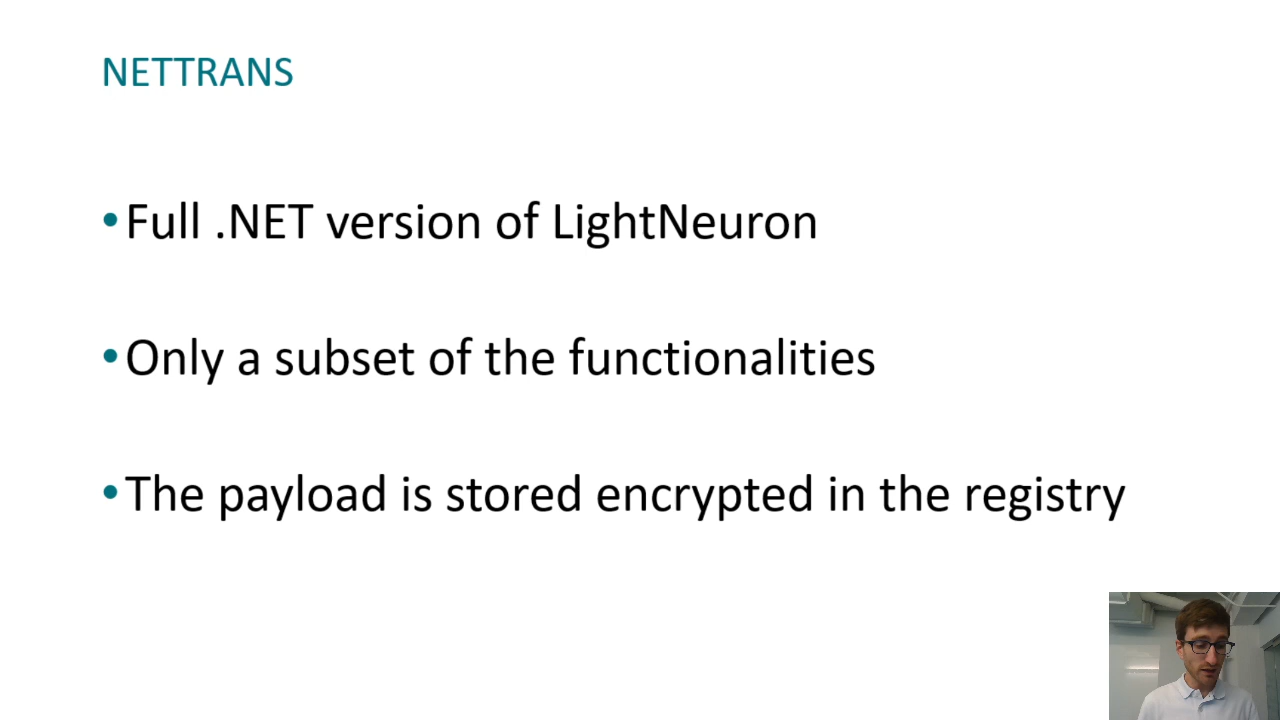 NETTRANS
•Full .NET version of LightNeuron
•Only a subset of the functionalities
•The payload is stored encrypted in the registry